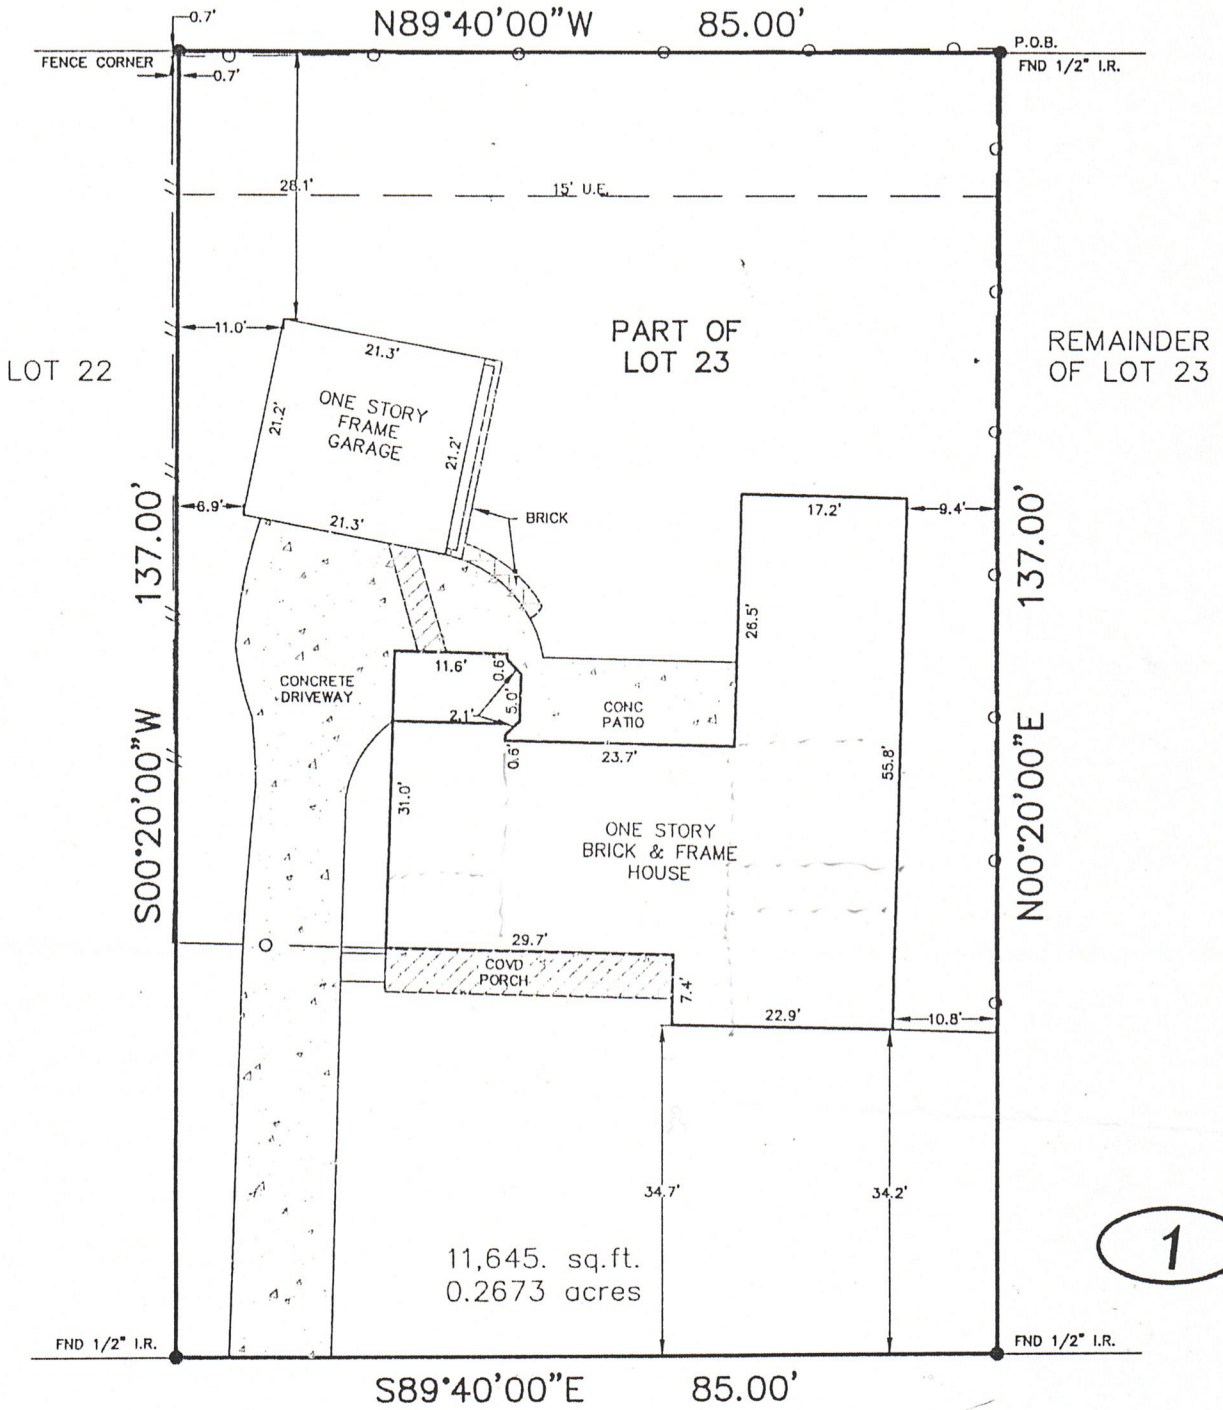 0.7'
N89°40'00"W 85.00'
P.O.B.
FENCE CORNER
FND 1/2" I.R.
0.7'
28.1'
15' U.E.
11.0'
PART OF
LOT 23
REMAINDER
OF LOT 23
LOT 22
21.3'
ONE STORY
FRAME
GARAGE
21.2'
21.2'
6.9'
21.3'
BRICK
17.2'
9.4'
S00°20'00"W 137.00'
N00°20'00"E 137.00'
26.5'
11.6'
0.6'
CONCRETE
DRIVEWAY
5.0'
2.1'
CONC
PATIO
0.6'
23.7'
55.8'
31.0'
ONE STORY
BRICK & FRAME
HOUSE
29.7'
COVD
PORCH
7.4'
22.9'
10.8'
34.7'
34.2'
1
11,645. sq.ft.
0.2673 acres
FND 1/2" I.R.
FND 1/2" I.R.
S89°40'00"E 85.00'